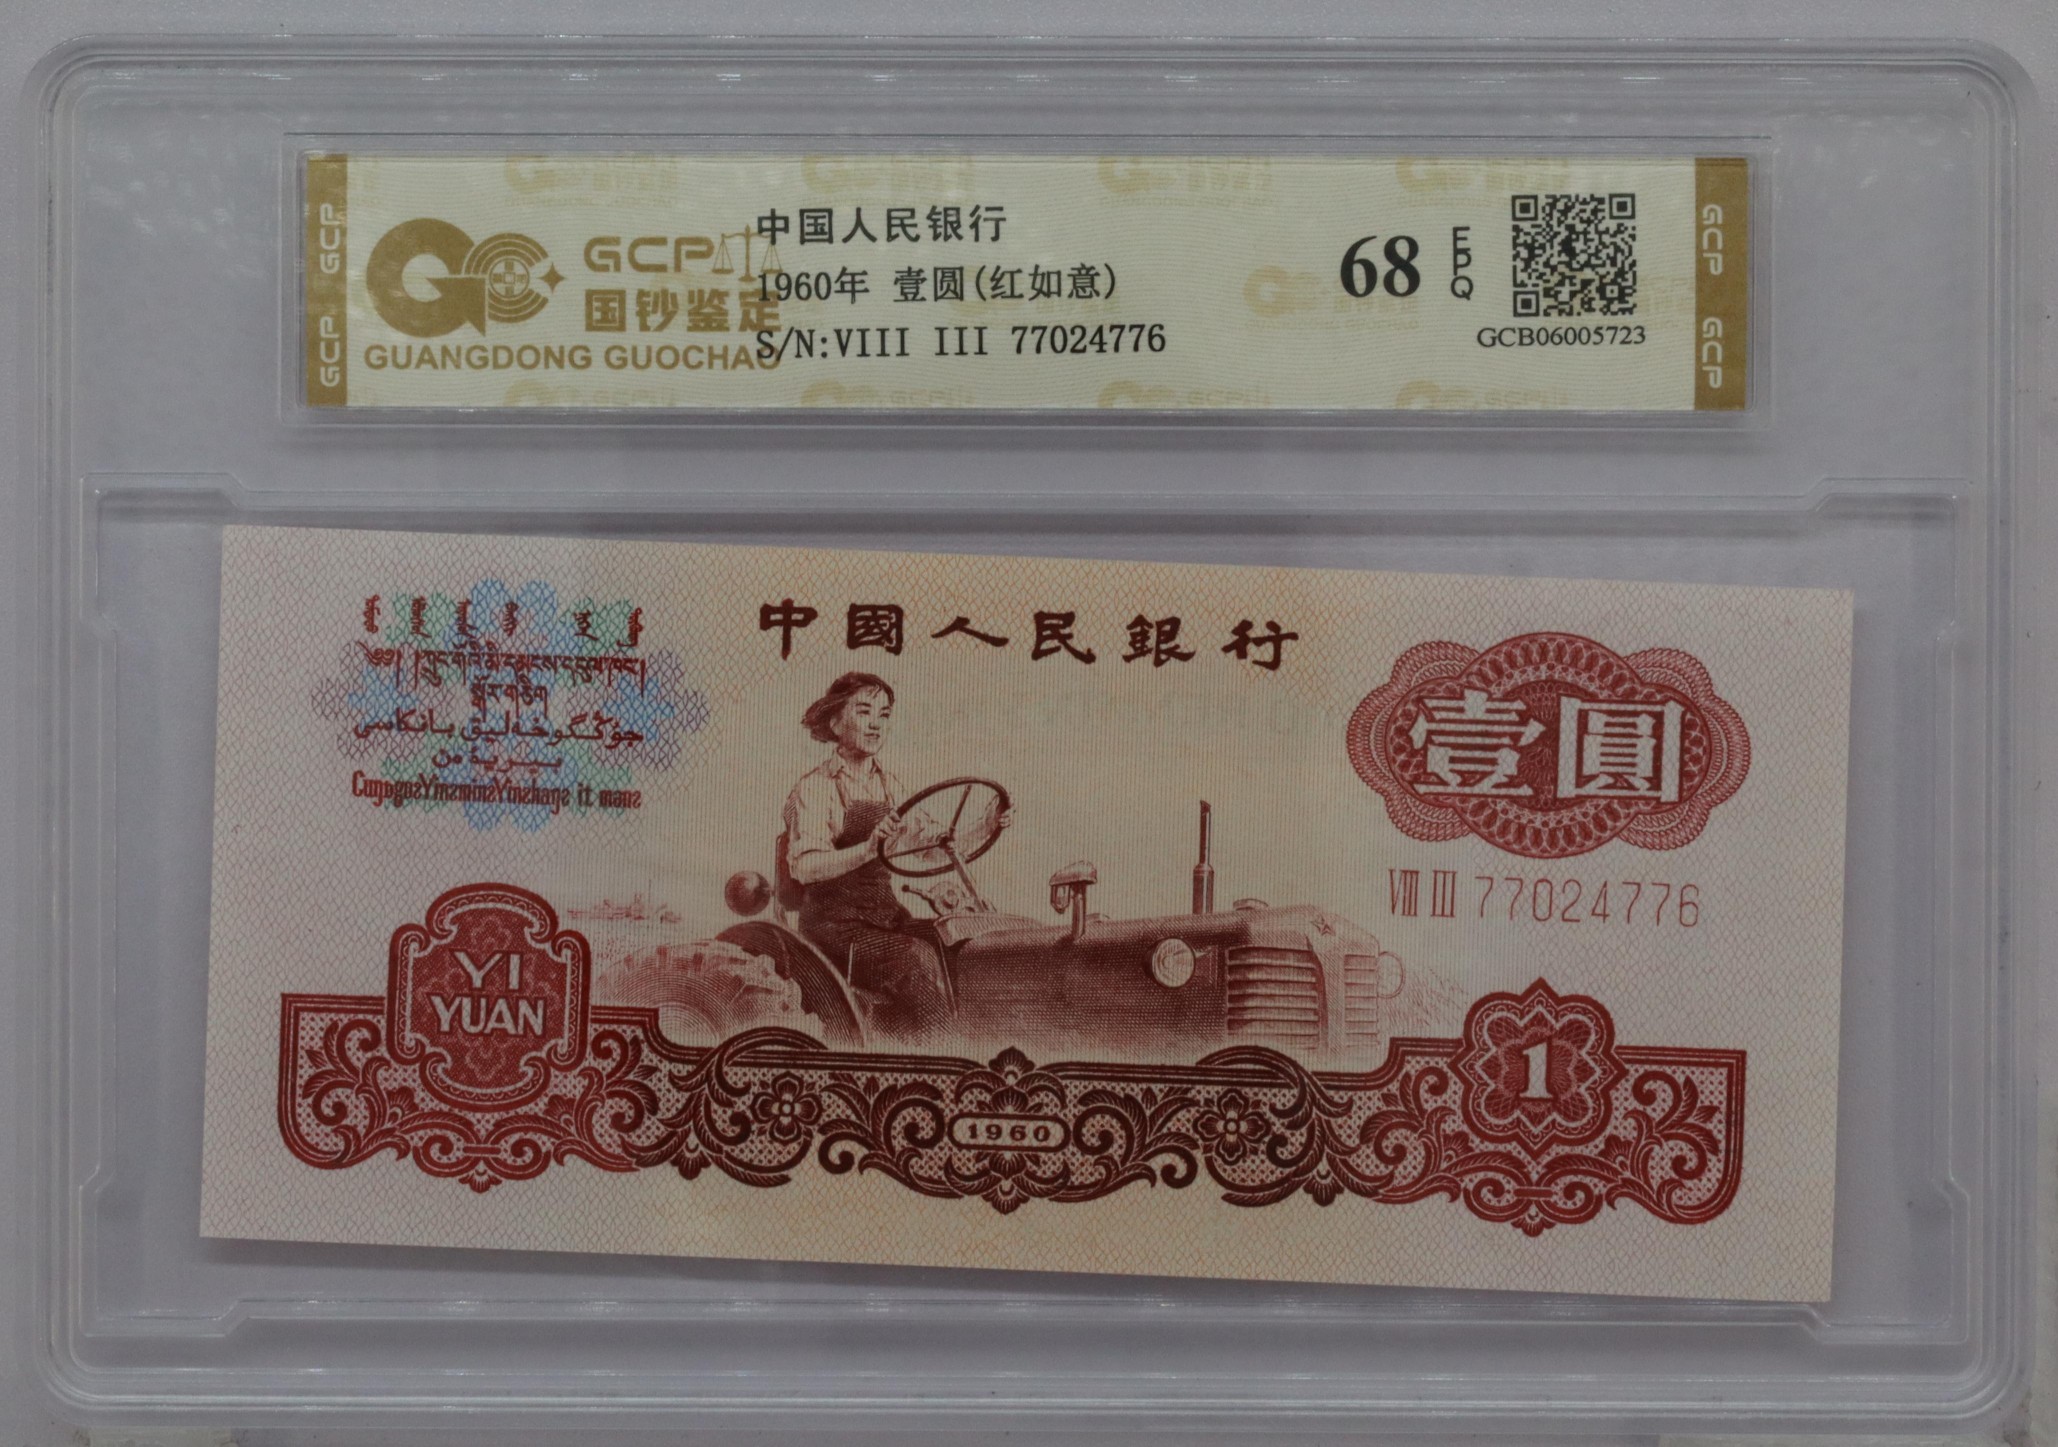 GCP
GCP
GCP
国钞鉴定
GUANGDONG GUOCHAO
中国人民银行
1960年 壹圆(红如意)
S/N:VIII III 77024776
68
EPQ
GCB06005723
GCP
GCP
中國人民銀行
壹圓
VIII III 77024776
YI
YUAN
1
1960